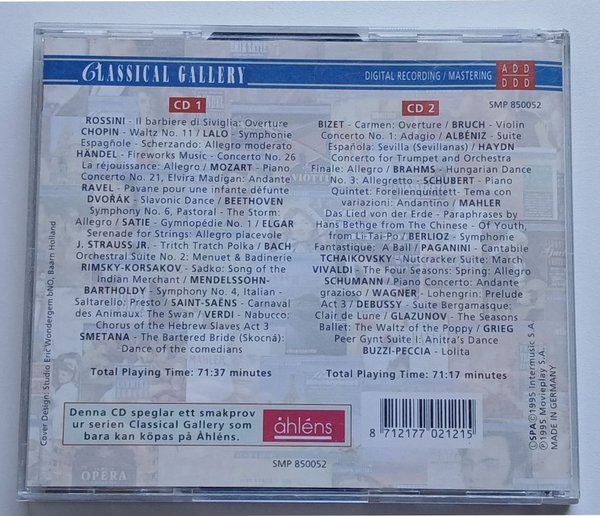 CLASSICAL GALLERY
DIGITAL RECORDING / MASTERING
ADD
DDD
SMP 850052
CD 1
ROSSINI - Il barbiere di Siviglia: Overture
CHOPIN - Waltz No. 11 / LALO - Symphonie
Espagñole - Scherzando: Allegro moderato
HÄNDEL - Fireworks Music - Concerto No. 26
La réjouissance: Allegro / MOZART - Piano
Concerto No. 21, Elvira Madigan: Andante
RAVEL - Pavane pour une infante défunte
DVOŘÁK - Slavonic Dance / BEETHOVEN
Symphony No. 6, Pastoral - The Storm:
Allegro / SATIE - Gymnopédie No. 1 / ELGAR
Serenade for Strings: Allegro piacevole
J. STRAUSS JR. - Tritch Tratch Polka / BACH
Orchestral Suite No. 2: Menuet & Badinerie
RIMSKY-KORSAKOV - Sadko: Song of the
Indian Merchant / MENDELSSOHN-
BARTHOLDY - Symphony No. 4, Italian -
Saltarello: Presto / SAINT-SAËNS - Carnaval
des Animaux: The Swan / VERDI - Nabucco:
Chorus of the Hebrew Slaves Act 3
SMETANA - The Bartered Bride (Skocná):
Dance of the comedians
Total Playing Time: 71:37 minutes
CD 2
BIZET - Carmen: Overture / BRUCH - Violin
Concerto No. 1: Adagio / ALBÉNIZ - Suite
Española: Sevilla (Sevillanas) / HAYDN
Concerto for Trumpet and Orchestra
Finale: Allegro / BRAHMS - Hungarian Dance
No. 3: Allegretto - SCHUBERT - Piano
Quintet: Forellenquintett - Tema con
variazioni: Andantino / MAHLER
Das Lied von der Erde - Paraphrases by
Hans Bethge from the Chinese - Of Youth,
from Li-Tai-Po / BERLIOZ - Symphonie
Fantastique: A Ball / PAGANINI - Cantabile
TCHAIKOVSKY - Nutcracker Suite: March
VIVALDI - The Four Seasons: Spring: Allegro
SCHUMANN - Piano Concerto: Andante
grazioso / WAGNER - Lohengrin: Prelude
Act 3 / DEBUSSY - Suite Bergamasque:
Clair de Lune / GLAZUNOV - The Seasons
Ballet: The Waltz of the Poppy / GRIEG
Peer Gynt Suite I: Anitra's Dance
BUZZI-PECCIA - Lolita
Total Playing Time: 71:17 minutes
Denna CD speglar ett smakprov
ur serien Classical Gallery som
bara kan köpas på Åhléns.
åhléns
8 712177 021215
SMP 850052
Cover Design: Studio Eric Wondergem bNO, Baarn Holland
SPA © 1995 Intermusic S.A.
℗ 1995 Movieplay S.A.
MADE IN GERMANY
OPÉRA